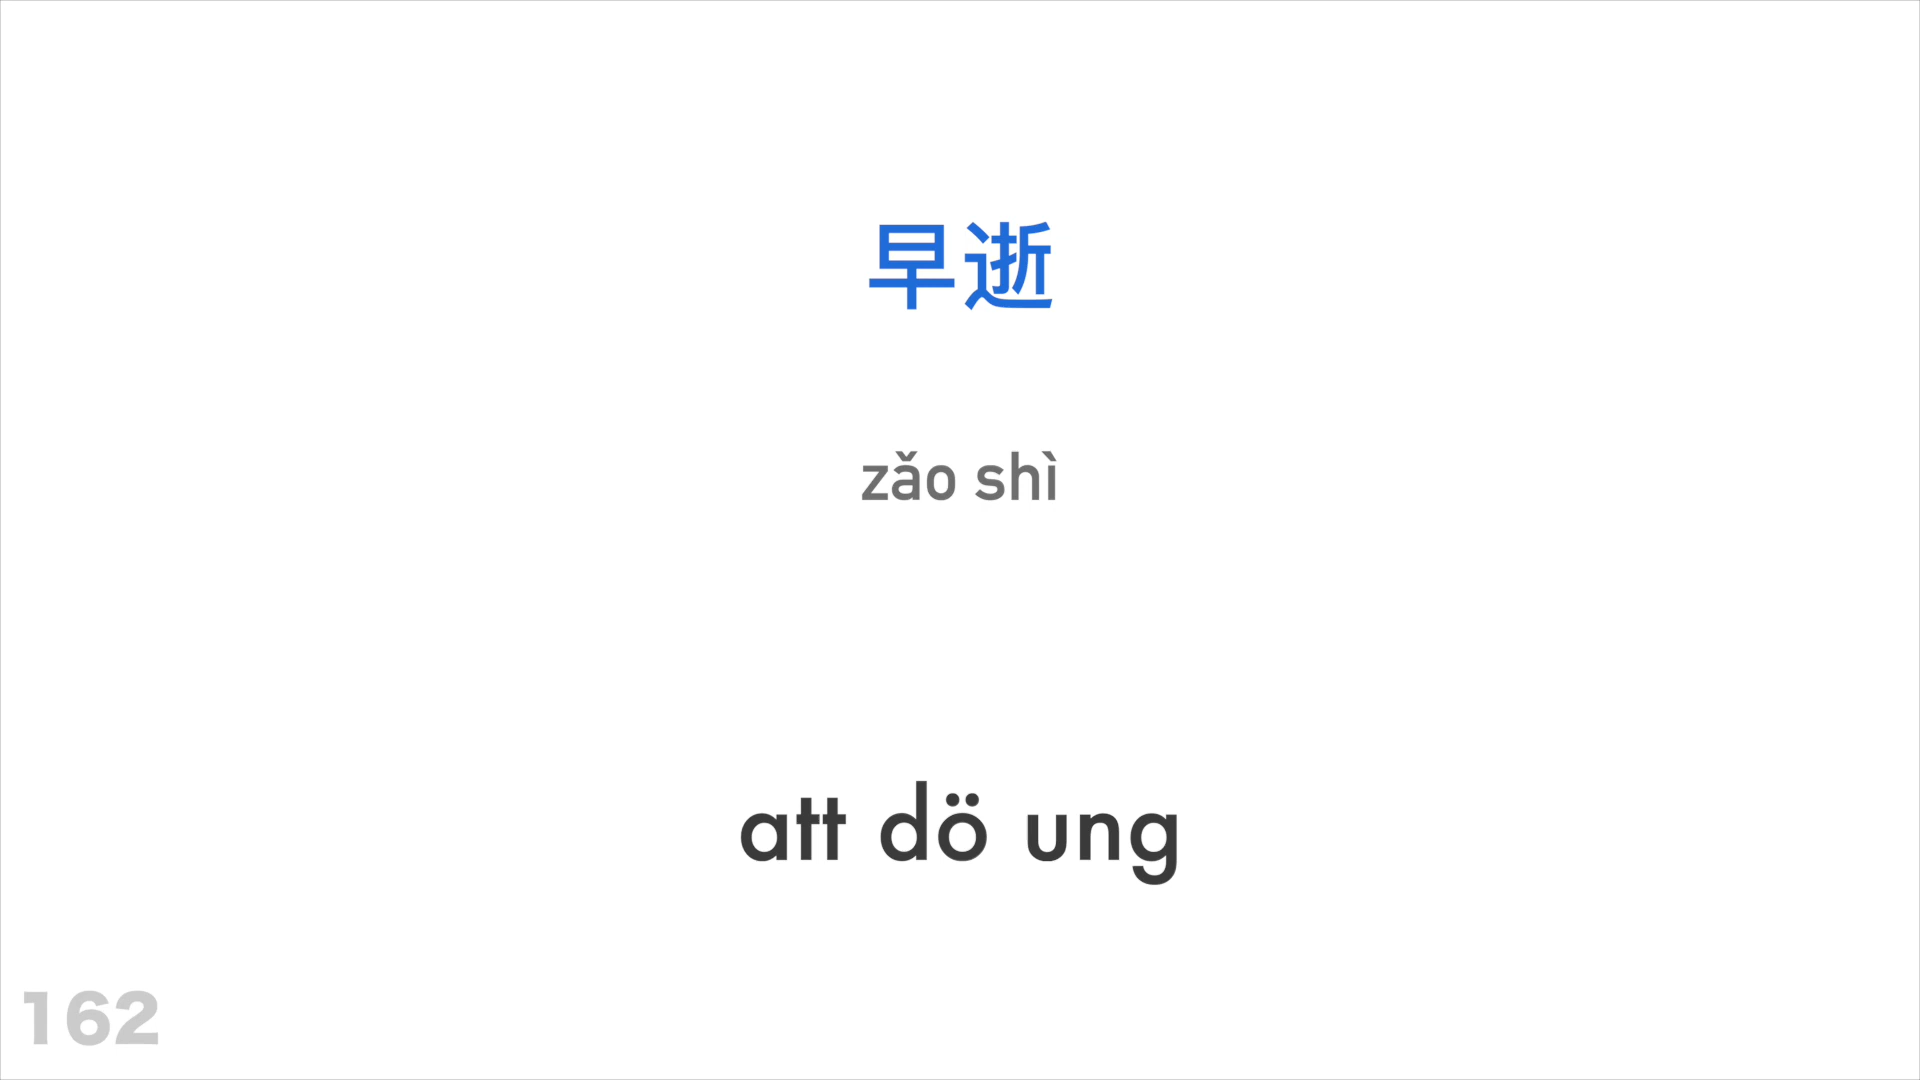 早逝
zǎo shì
att dö ung
162